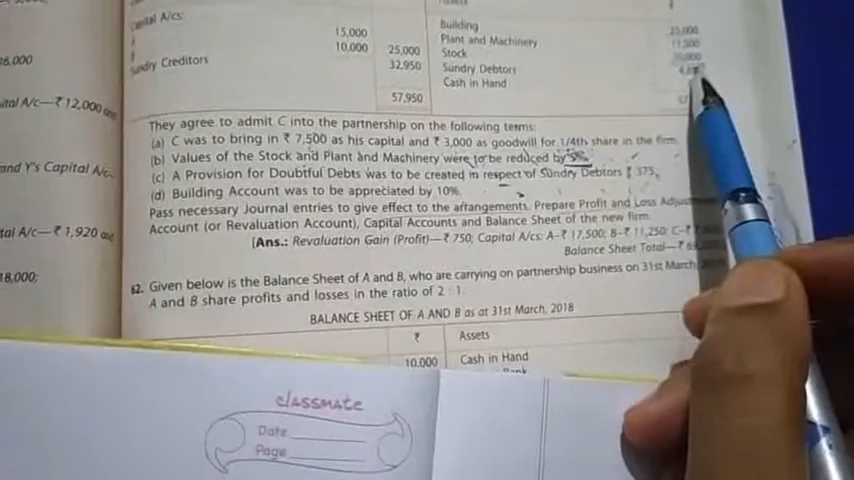 Assets
₹
Capital A/cs:
15,000
10,000
25,000
Sundry Creditors
32,950
57,950
Building
Plant and Machinery
Stock
Sundry Debtors
Cash in Hand
They agree to admit C into the partnership on the following terms:
(a) C was to bring in ₹ 7,500 as his capital and ₹ 3,000 as goodwill for 1/4th share in the firm.
(b) Values of the Stock and Plant and Machinery were to be reduced by 5%.
(c) A Provision for Doubtful Debts was to be created in respect of Sundry Debtors ₹ 375.
(d) Building Account was to be appreciated by 10%.
Pass necessary Journal entries to give effect to the arrangements. Prepare Profit and Loss
Account (or Revaluation Account), Capital Accounts and Balance Sheet of the new firm.
[Ans.: Revaluation Gain (Profit)—₹ 750; Capital A/cs: A–₹ 17,500; B–₹ 11,250; C–₹
Balance Sheet Total—₹
62. Given below is the Balance Sheet of A and B, who are carrying on partnership business on 31st March,
A and B share profits and losses in the ratio of 2 : 1.
BALANCE SHEET OF A AND B as at 31st March, 2018
₹
Assets
10,000
Cash in Hand
Bank
6,000
ital A/c—₹ 12,000 and
and Y's Capital A/c
tal A/c—₹ 1,920 and
18,000;
classmate
Date
Page